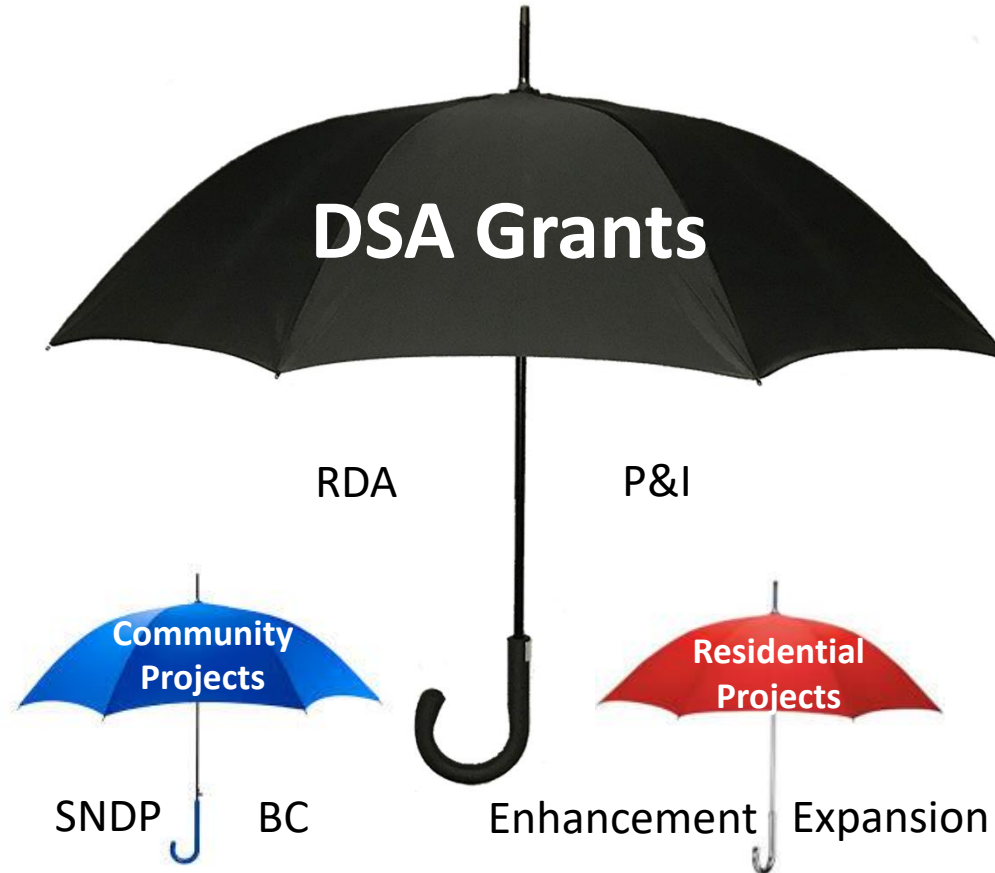 DSA Grants
RDA P&I
Community
Projects
Residential
Projects
SNDP BC
Enhancement Expansion